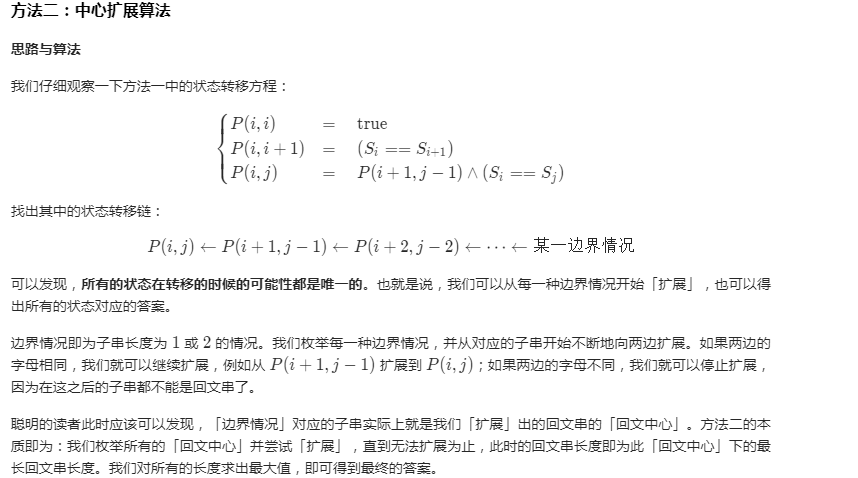 方法二：中心扩展算法
思路与算法
我们仔细观察一下方法一中的状态转移方程：
P(i, i) = true
P(i, i + 1) = (S_i == S_{i+1})
P(i, j) = P(i + 1, j − 1) ∧ (S_i == S_j)
找出其中的状态转移链：
P(i, j) ← P(i + 1, j − 1) ← P(i + 2, j − 2) ← ⋯ ← 某一边界情况
可以发现，所有的状态在转移的时候的可能性都是唯一的。也就是说，我们可以从每一种边界情况开始「扩展」，也可以得
出所有的状态对应的答案。
边界情况即为子串长度为 1 或 2 的情况。我们枚举每一种边界情况，并从对应的子串开始不断地向两边扩展。如果两边的
字母相同，我们就可以继续扩展，例如从 P(i + 1, j − 1) 扩展到 P(i, j)；如果两边的字母不同，我们就可以停止扩展，
因为在这之后的子串都不能是回文串了。
聪明的读者此时应该可以发现，「边界情况」对应的子串实际上就是我们「扩展」出的回文串的「回文中心」。方法二的本
质即为：我们枚举所有的「回文中心」并尝试「扩展」，直到无法扩展为止，此时的回文串长度即为此「回文中心」下的最
长回文串长度。我们对所有的长度求出最大值，即可得到最终的答案。